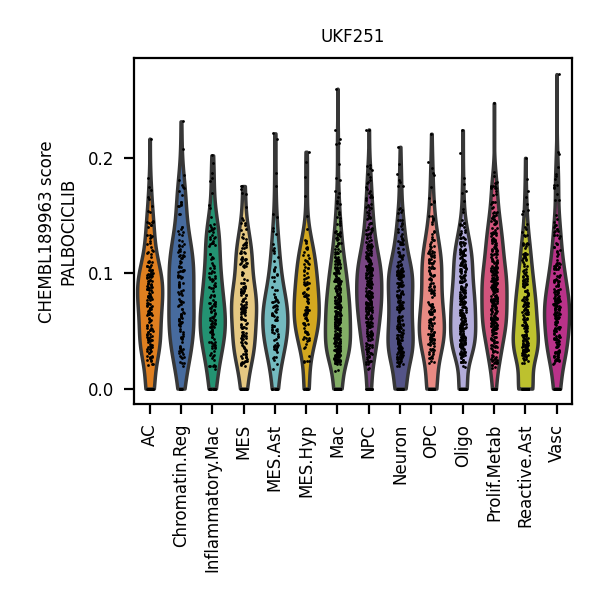 UKF251
CHEMBL189963 score
PALBOCICLIB
0.2
0.1
0.0
AC
Chromatin.Reg
Inflammatory.Mac
MES
MES.Ast
MES.Hyp
Mac
NPC
Neuron
OPC
Oligo
Prolif.Metab
Reactive.Ast
Vasc